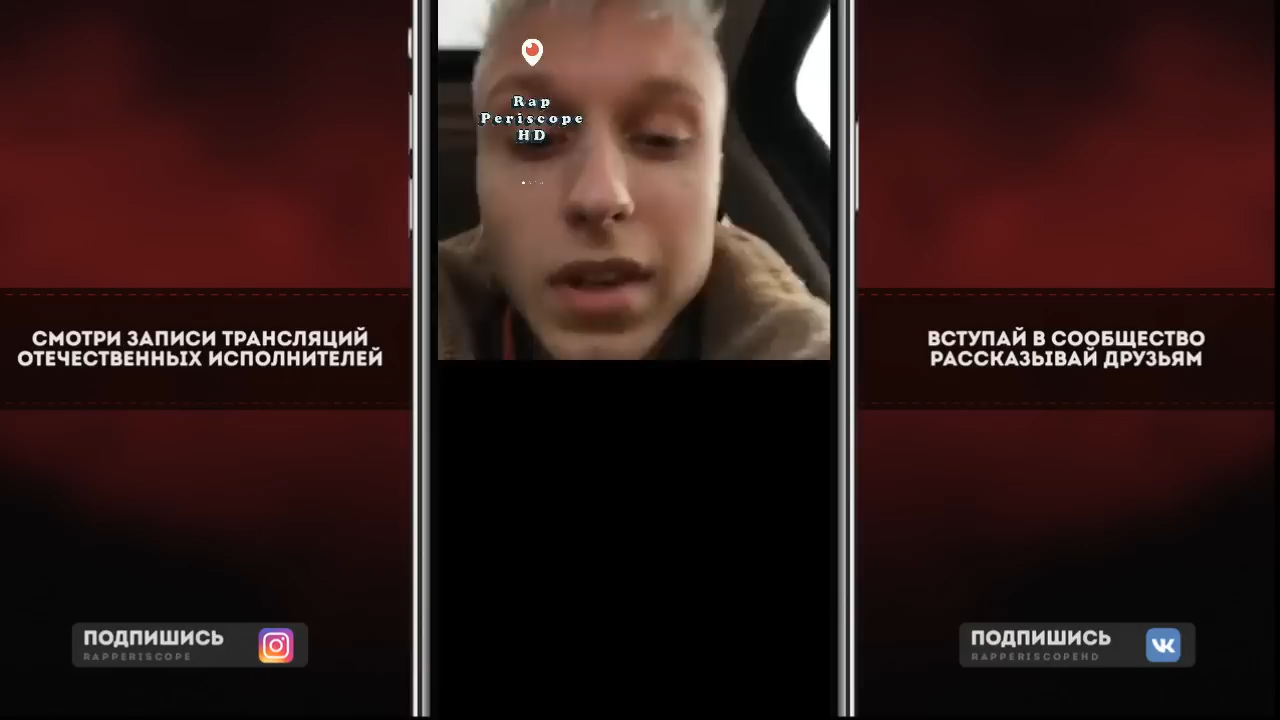 Rap
Periscope
HD
СМОТРИ ЗАПИСИ ТРАНСЛЯЦИЙ
ОТЕЧЕСТВЕННЫХ ИСПОЛНИТЕЛЕЙ
ВСТУПАЙ В СООБЩЕСТВО
РАССКАЗЫВАЙ ДРУЗЬЯМ
ПОДПИШИСЬ
RAPPERISCOPE
ПОДПИШИСЬ
RAPPERISCOPEHD